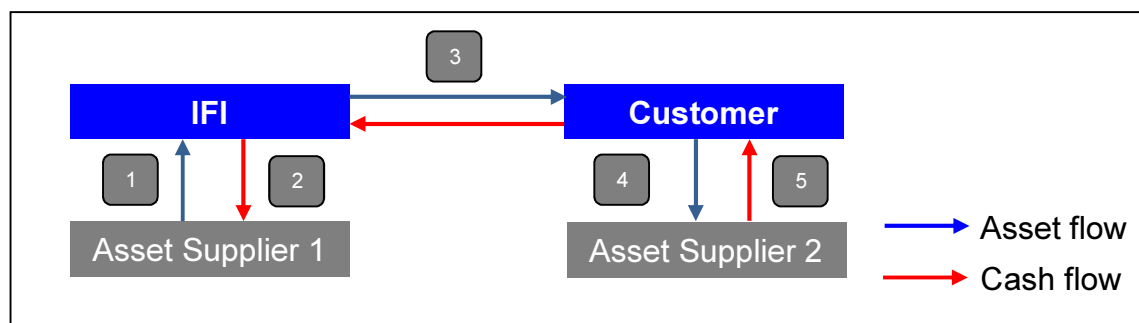 3
IFI
Customer
1
2
4
5
Asset Supplier 1
Asset Supplier 2
Asset flow
Cash flow